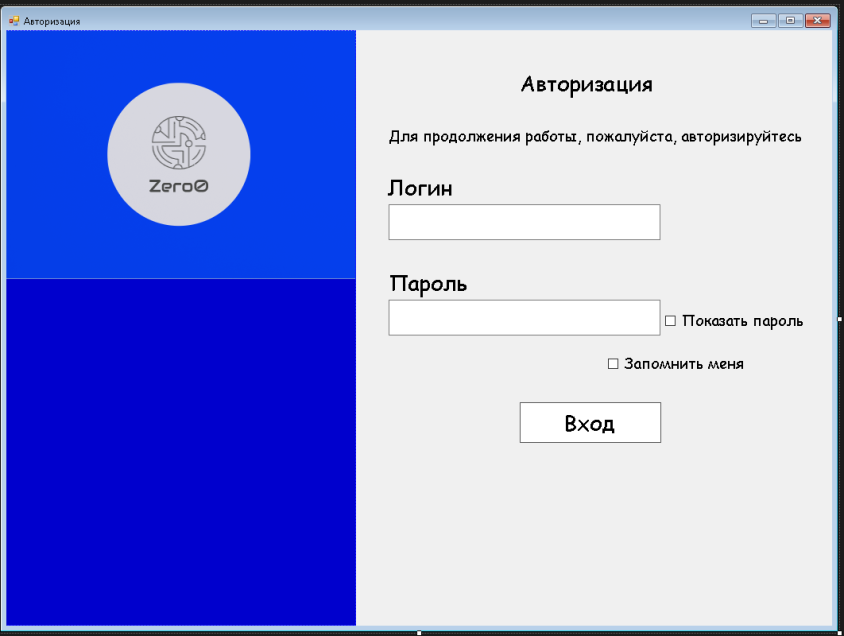 Авторизация
Zero0
Авторизация
Для продолжения работы, пожалуйста, авторизируйтесь
Логин
Пароль
Показать пароль
Запомнить меня
Вход